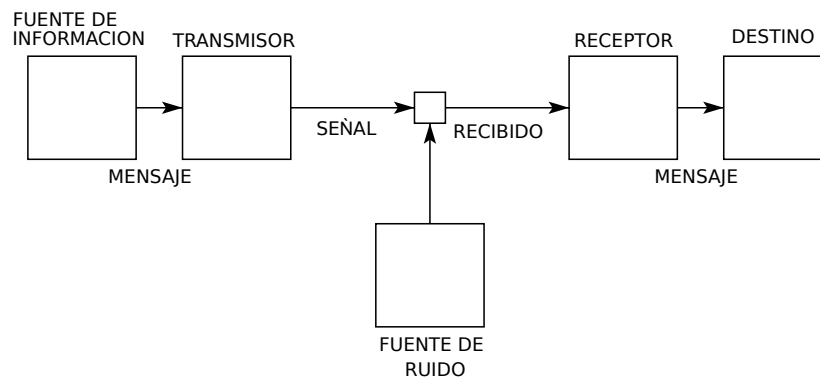 FUENTE DE
INFORMACION
TRANSMISOR
RECEPTOR
DESTINO
SEǸAL
RECIBIDO
MENSAJE
MENSAJE
FUENTE DE
RUIDO